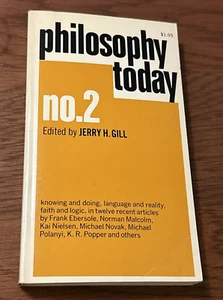 philosophy
$1.95
today
no.2
Edited by JERRY H. GILL
knowing and doing, language and reality,
faith and logic, in twelve recent articles
by Frank Ebersole, Norman Malcolm,
Kai Nielsen, Michael Novak, Michael
Polanyi, K. R. Popper and others